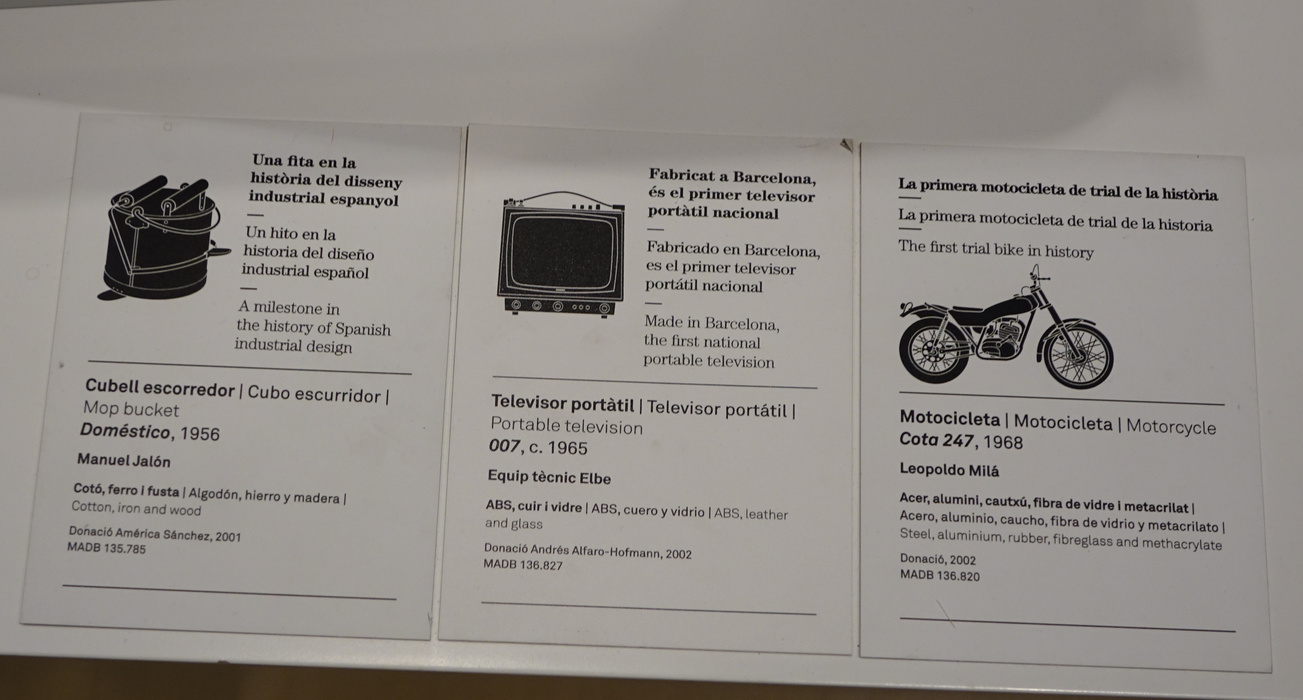 Una fita en la
història del disseny
industrial espanyol
Un hito en la
historia del diseño
industrial español
A milestone in
the history of Spanish
industrial design
Cubell escorredor | Cubo escurridor |
Mop bucket
Doméstico, 1956
Manuel Jalón
Cotó, ferro i fusta | Algodón, hierro y madera |
Cotton, iron and wood
Donació América Sánchez, 2001
MADB 135.785
Fabricat a Barcelona,
és el primer televisor
portàtil nacional
Fabricado en Barcelona,
es el primer televisor
portátil nacional
Made in Barcelona,
the first national
portable television
Televisor portàtil | Televisor portátil |
Portable television
007, c. 1965
Equip tècnic Elbe
ABS, cuir i vidre | ABS, cuero y vidrio | ABS, leather
and glass
Donació Andrés Alfaro-Hofmann, 2002
MADB 136.827
La primera motocicleta de trial de la història
La primera motocicleta de trial de la historia
The first trial bike in history
Motocicleta | Motocicleta | Motorcycle
Cota 247, 1968
Leopoldo Milá
Acer, alumini, cautxú, fibra de vidre i metacrilat |
Acero, aluminio, caucho, fibra de vidrio y metacrilato |
Steel, aluminium, rubber, fibreglass and methacrylate
Donació, 2002
MADB 136.820